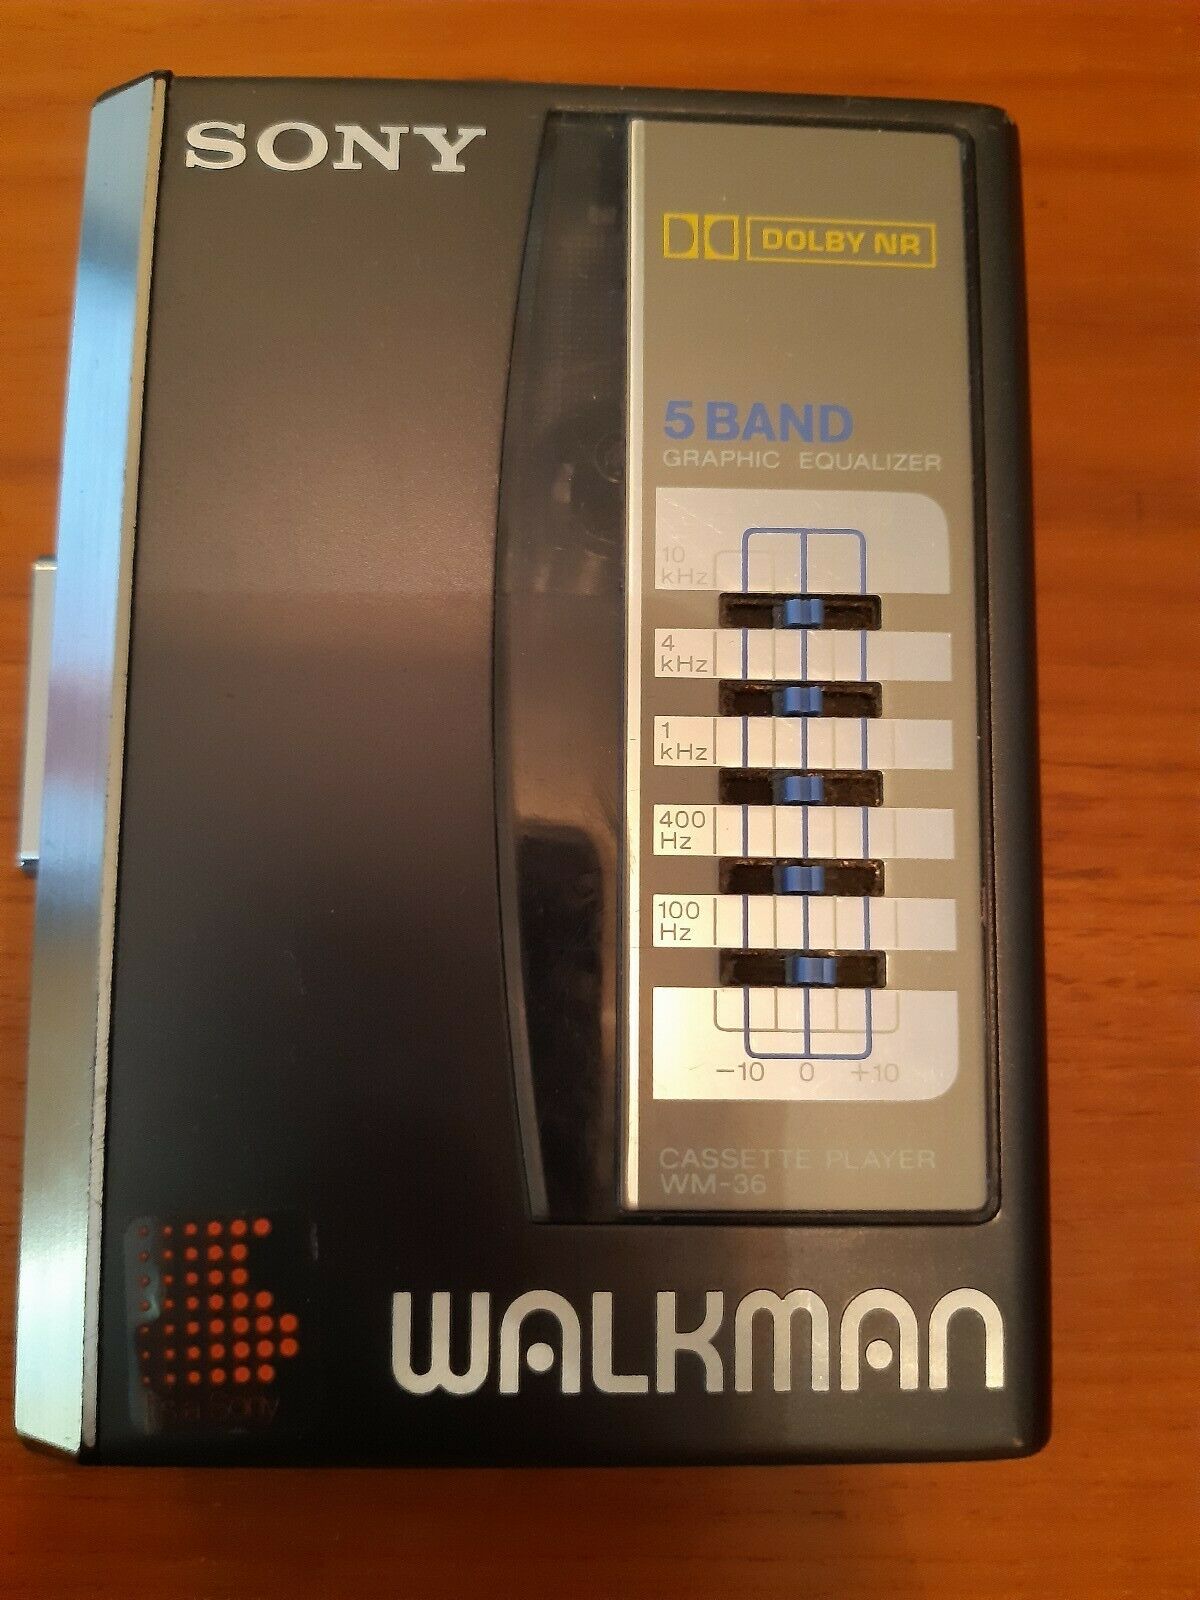 SONY
DOLBY NR
5 BAND
GRAPHIC EQUALIZER
10
kHz
4
kHz
1
kHz
400
Hz
100
Hz
−10 0 +10
CASSETTE PLAYER
WM-36
WALKMAN
a Sony